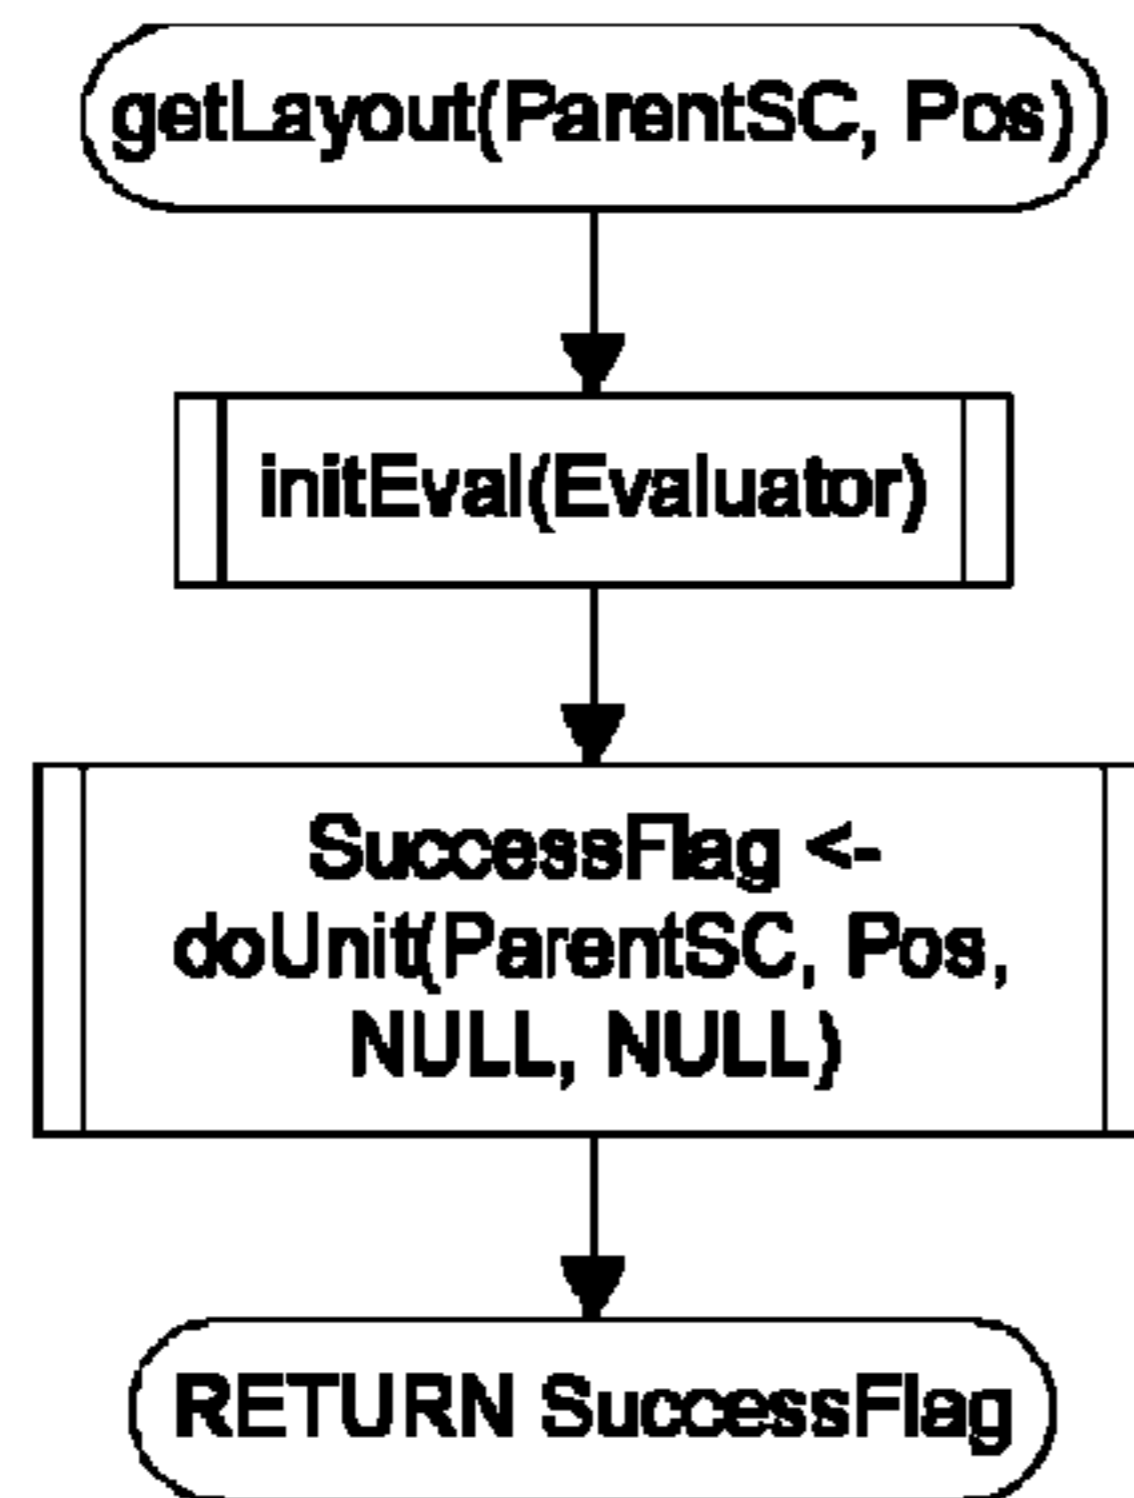 getLayout(ParentSC, Pos)
initEval(Evaluator)
SuccessFlag <-
doUnit(ParentSC, Pos,
NULL, NULL)
RETURN SuccessFlag